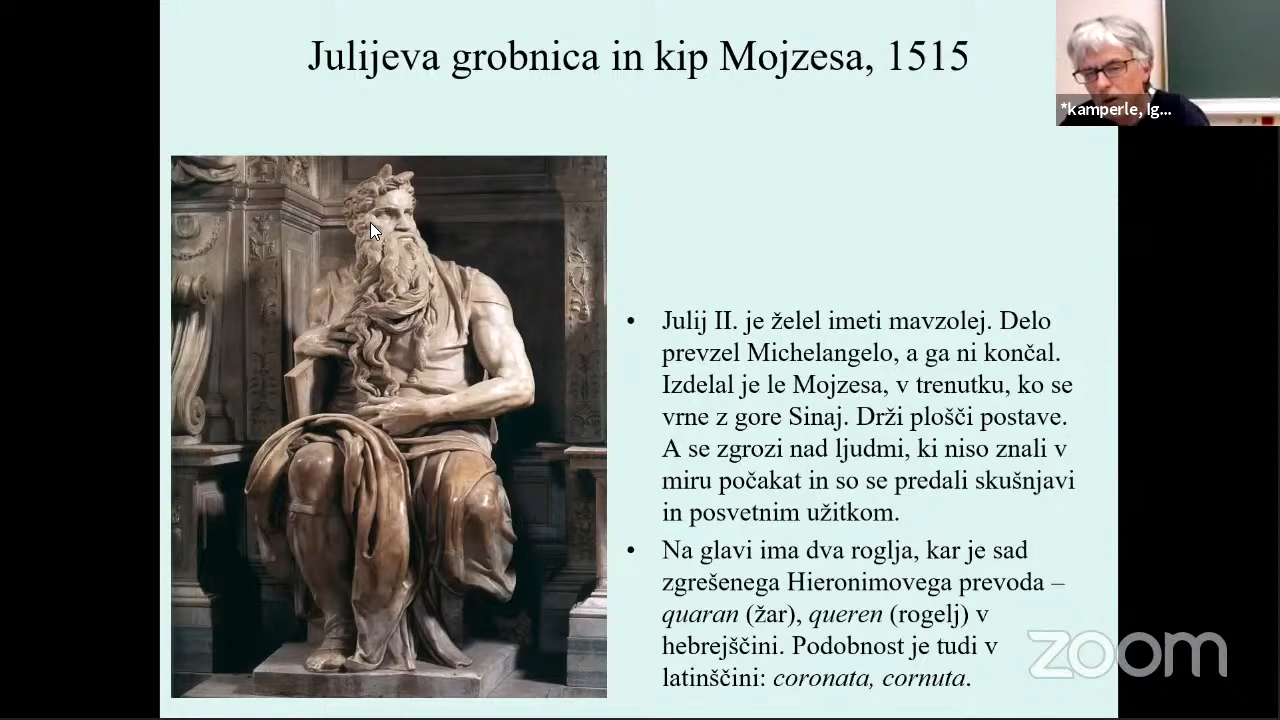 Julijeva grobnica in kip Mojzesa, 1515
*kamperle, Ig...
• Julij II. je želel imeti mavzolej. Delo
prevzel Michelangelo, a ga ni končal.
Izdelal je le Mojzesa, v trenutku, ko se
vrne z gore Sinaj. Drži plošči postave.
A se zgrozi nad ljudmi, ki niso znali v
miru počakat in so se predali skušnjavi
in posvetnim užitkom.
• Na glavi ima dva roglja, kar je sad
zgrešenega Hieronimovega prevoda –
quaran (žar), queren (rogelj) v
hebrejščini. Podobnost je tudi v
latinščini: coronata, cornuta.
zoom